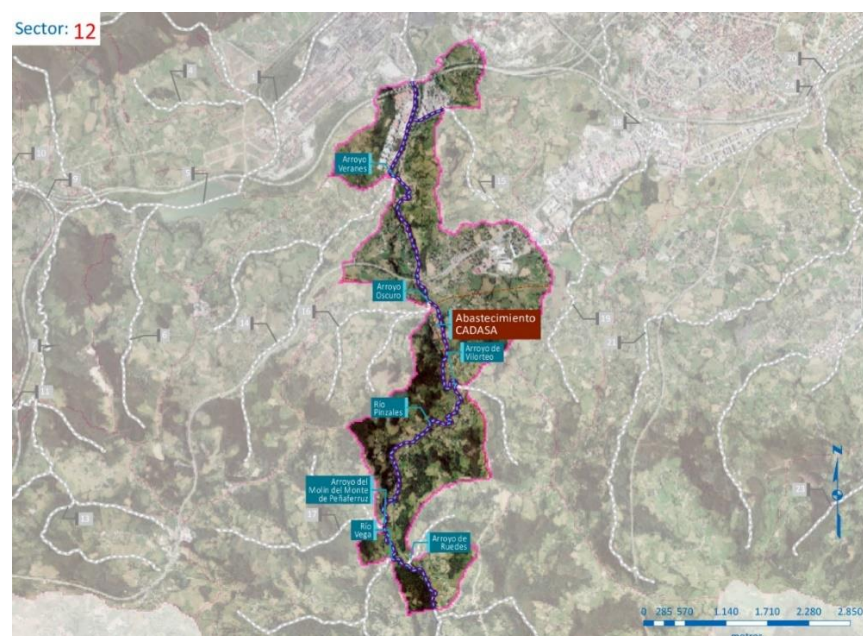 Sector: 12
Arroyo
Veranes
Arroyo
Oscuro
Abastecimiento
CADASA
Arroyo de
Vilorteo
Río
Pinzales
Arroyo del
Molín del Monte
de Peñaferruz
Río
Vega
Arroyo de
Ruedes
N
0 285 570 1.140 1.710 2.280 2.850
metros